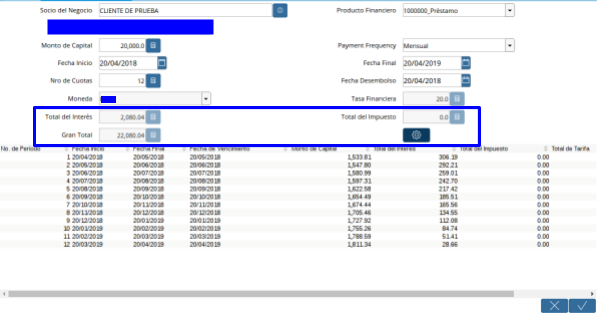 Socio del Negocio CLIENTE DE PRUEBA Producto Financiero 1000000_Préstamo
Monto de Capital 20,000.0 Payment Frequency Mensual
Fecha Inicio 20/04/2018 Fecha Final 20/04/2019
Nro de Cuotas 12 Fecha Desembolso 20/04/2018
Moneda Tasa Financiera 20.0
Total del Interés 2,080.04 Total del Impuesto 0.0
Gran Total 22,080.04
No. de Periodo Fecha Inicio Fecha Final Fecha de Vencimiento Monto de Capital Total del Interés Total del Impuesto Total de Tarifa
1 20/04/2018 20/05/2018 20/05/2018 1,533.81 306.19 0.00
2 20/05/2018 20/06/2018 20/06/2018 1,547.80 292.21 0.00
3 20/06/2018 20/07/2018 20/07/2018 1,580.99 259.01 0.00
4 20/07/2018 20/08/2018 20/08/2018 1,597.31 242.70 0.00
5 20/08/2018 20/09/2018 20/09/2018 1,622.58 217.42 0.00
6 20/09/2018 20/10/2018 20/10/2018 1,654.49 185.51 0.00
7 20/10/2018 20/11/2018 20/11/2018 1,674.44 165.56 0.00
8 20/11/2018 20/12/2018 20/12/2018 1,705.46 134.55 0.00
9 20/12/2018 20/01/2019 20/01/2019 1,727.92 112.08 0.00
10 20/01/2019 20/02/2019 20/02/2019 1,755.26 84.74 0.00
11 20/02/2019 20/03/2019 20/03/2019 1,788.59 51.41 0.00
12 20/03/2019 20/04/2019 20/04/2019 1,811.34 28.66 0.00